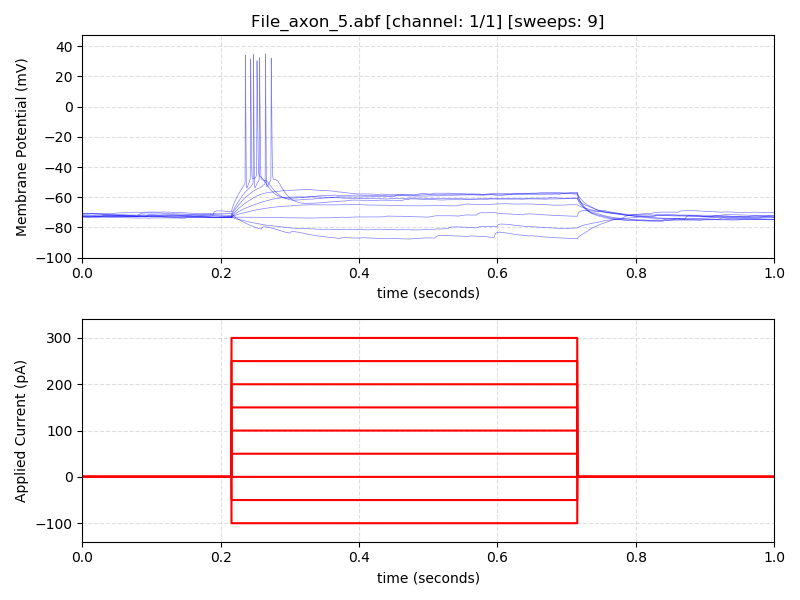 File_axon_5.abf [channel: 1/1] [sweeps: 9]
Membrane Potential (mV)
40
20
0
−20
−40
−60
−80
−100
0.0 0.2 0.4 0.6 0.8 1.0
time (seconds)
Applied Current (pA)
300
200
100
0
−100
0.0 0.2 0.4 0.6 0.8 1.0
time (seconds)